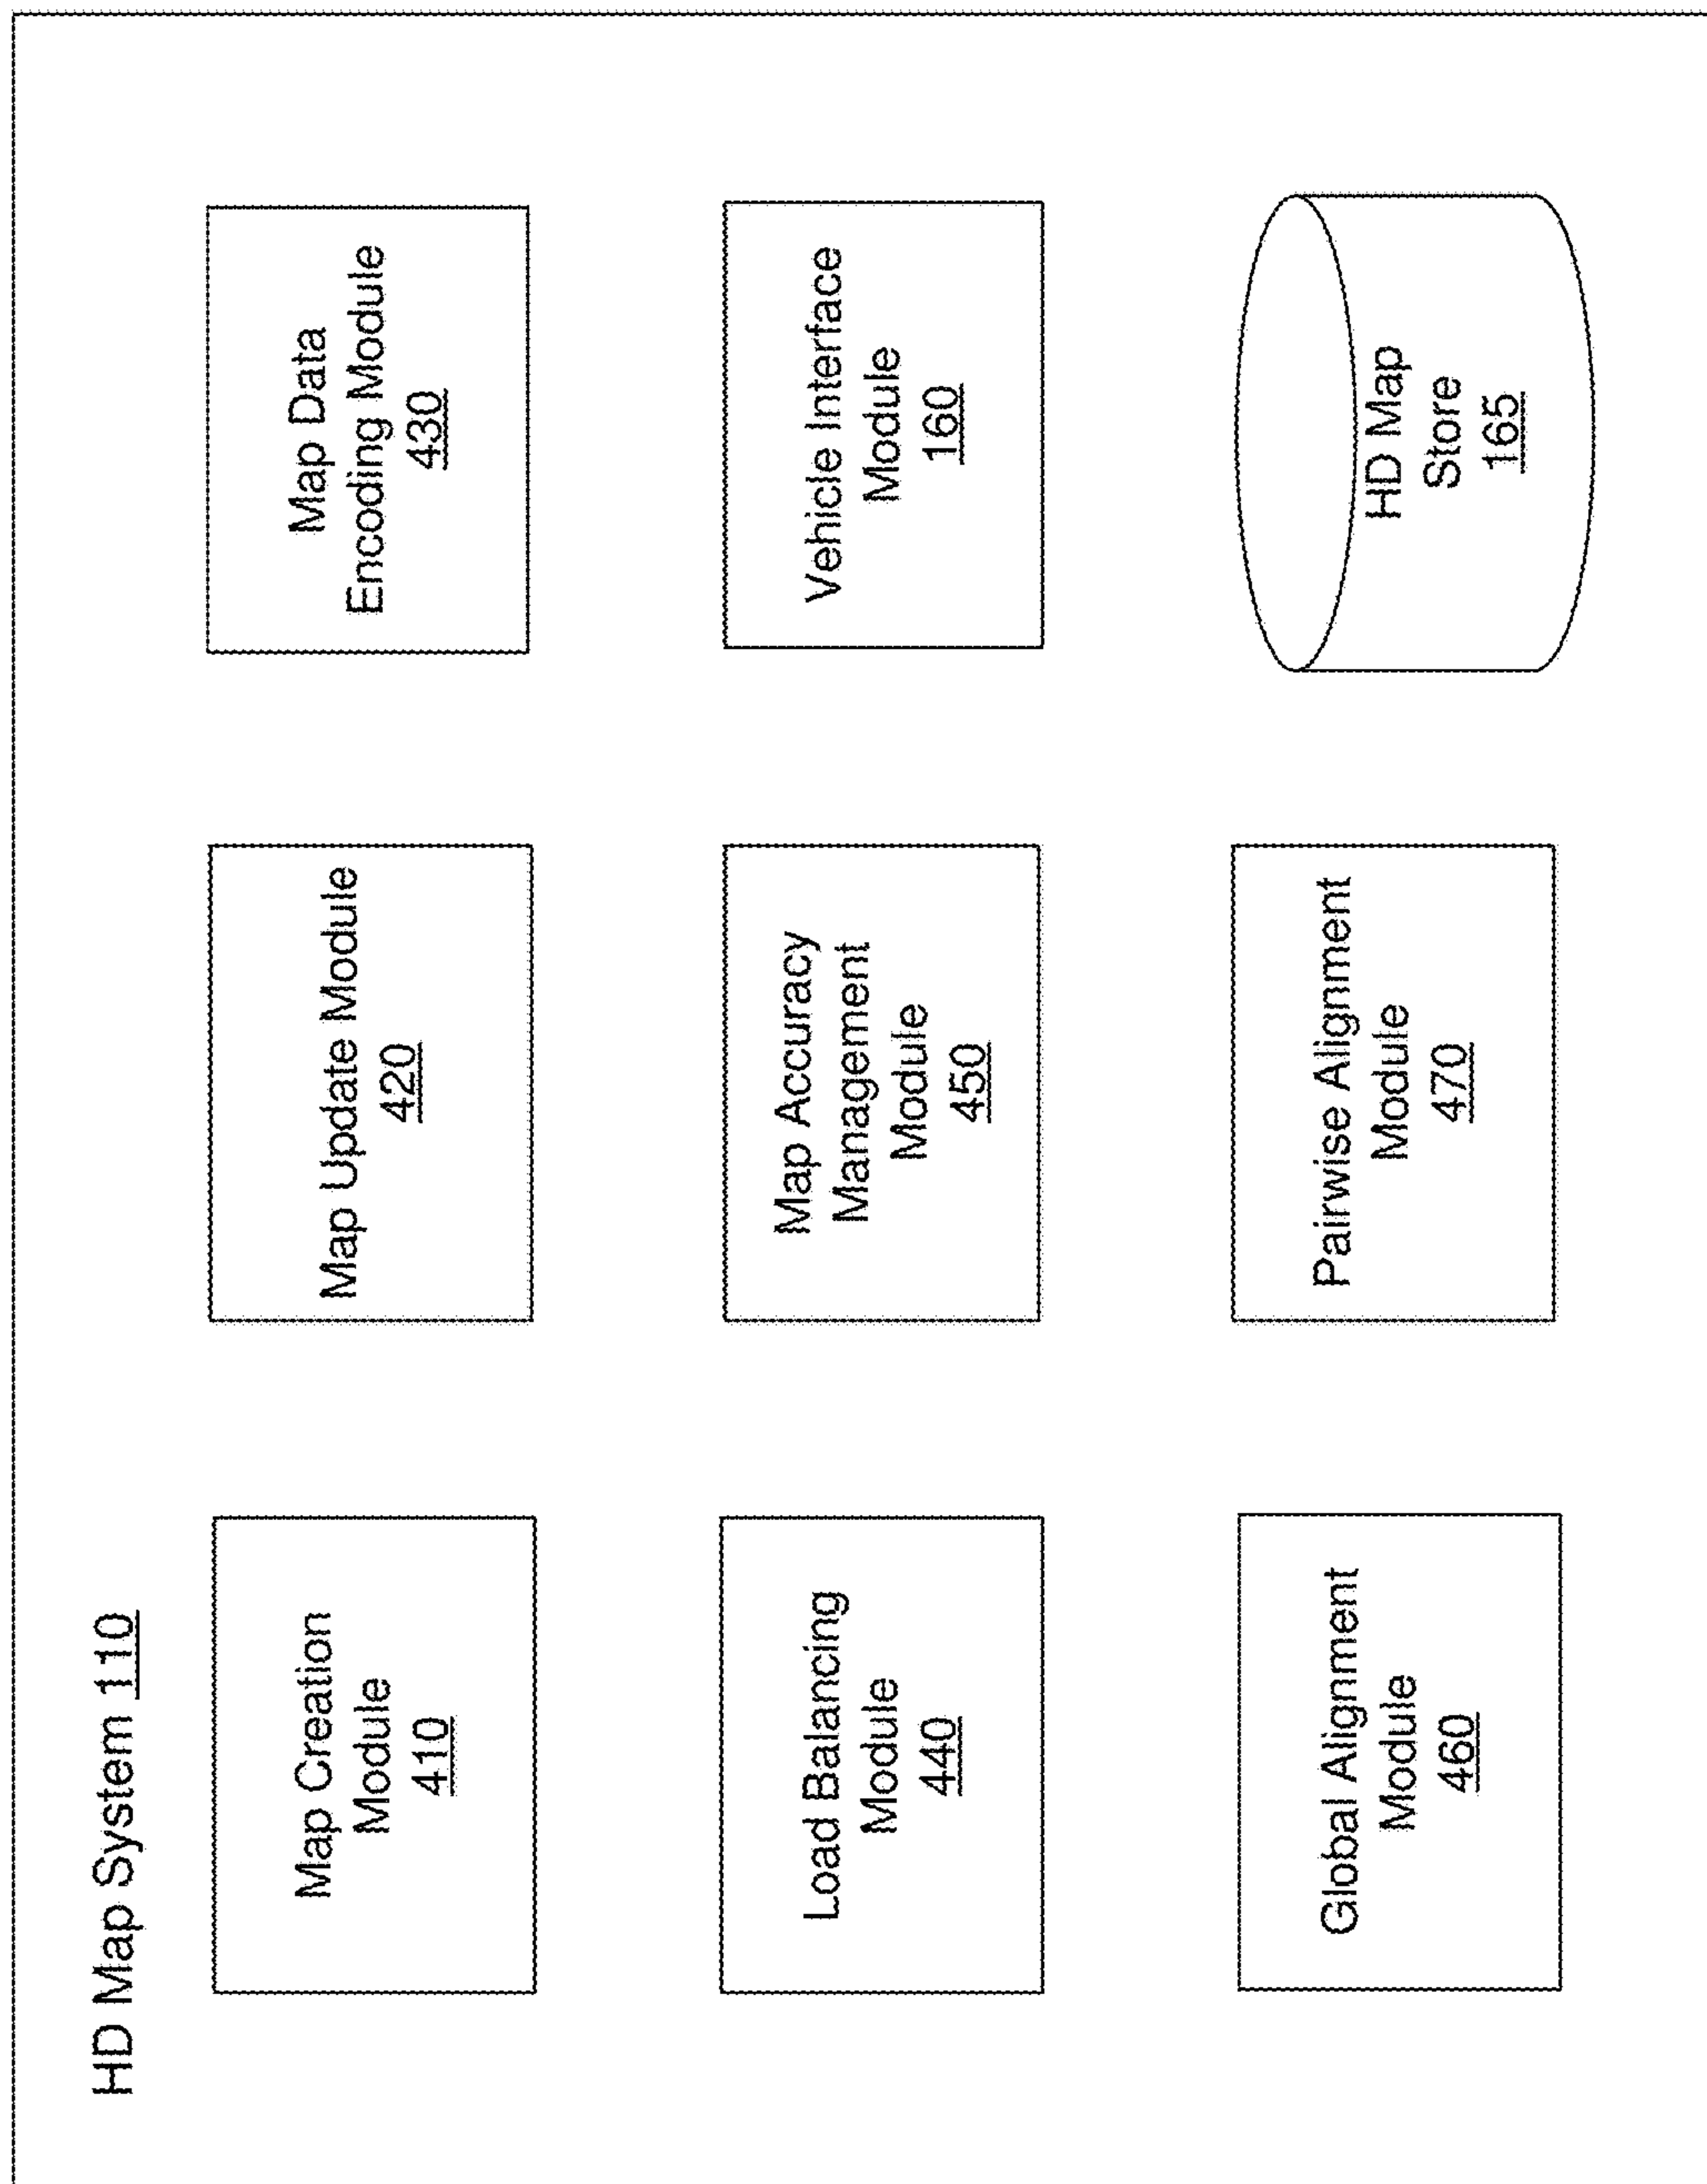 HD Map System 110
Map Creation
Module
410
Map Update Module
420
Map Data
Encoding Module
430
Load Balancing
Module
440
Map Accuracy
Management
Module
450
Vehicle Interface
Module
160
Global Alignment
Module
460
Pairwise Alignment
Module
470
HD Map
Store
165